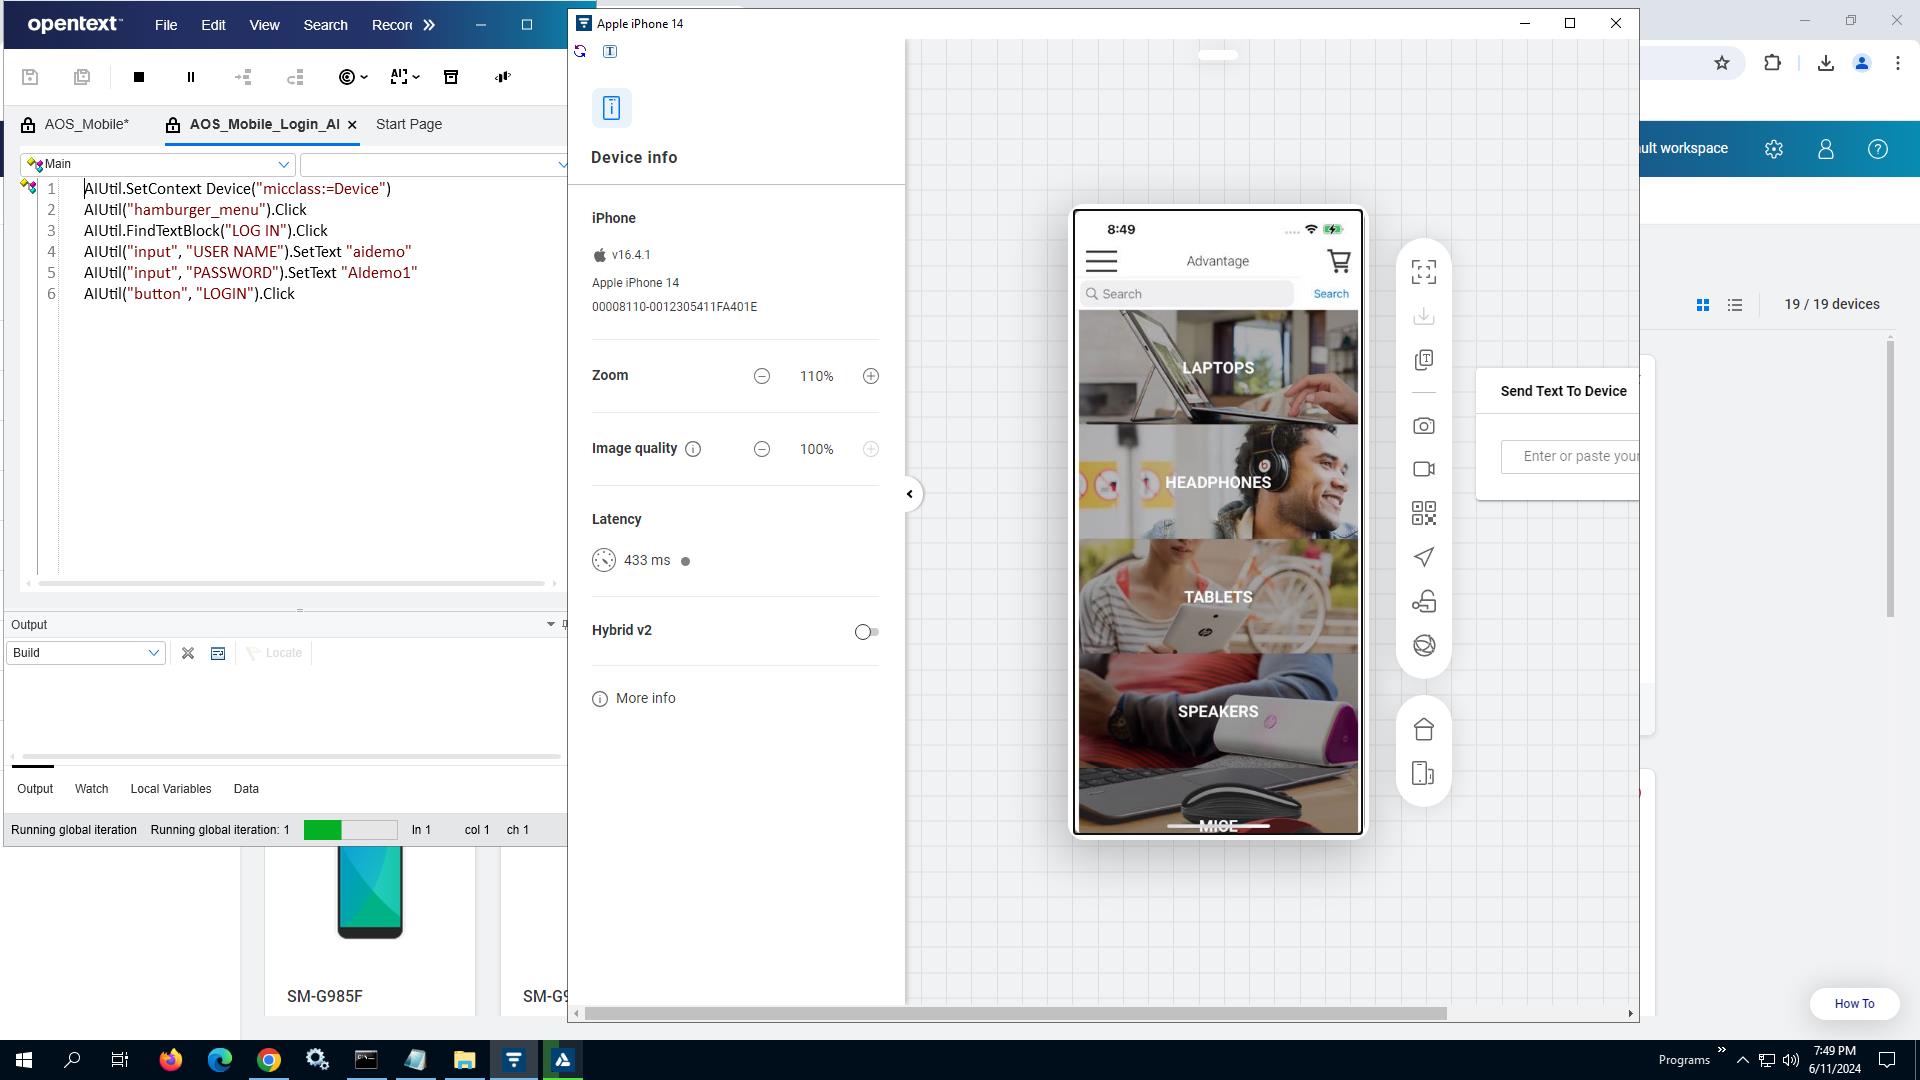 opentext™ File Edit View Search Recor »
AOS_Mobile* AOS_Mobile_Login_AI Start Page
Main
1 AIUtil.SetContext Device("micclass:=Device")
2 AIUtil("hamburger_menu").Click
3 AIUtil.FindTextBlock("LOG IN").Click
4 AIUtil("input", "USER NAME").SetText "aidemo"
5 AIUtil("input", "PASSWORD").SetText "AIdemo1"
6 AIUtil("button", "LOGIN").Click
Output
Build
Locate
Output Watch Local Variables Data
Running global iteration Running global iteration: 1 ln 1 col 1 ch 1
SM-G985F
SM-G9
Apple iPhone 14
Device info
iPhone
v16.4.1
Apple iPhone 14
00008110-0012305411FA401E
Zoom 110%
Image quality 100%
Latency
433 ms
Hybrid v2
More info
8:49
Advantage
Search Search
LAPTOPS
HEADPHONES
TABLETS
SPEAKERS
MICE
Send Text To Device
Enter or paste your
ult workspace
19 / 19 devices
How To
Programs
7:49 PM
6/11/2024